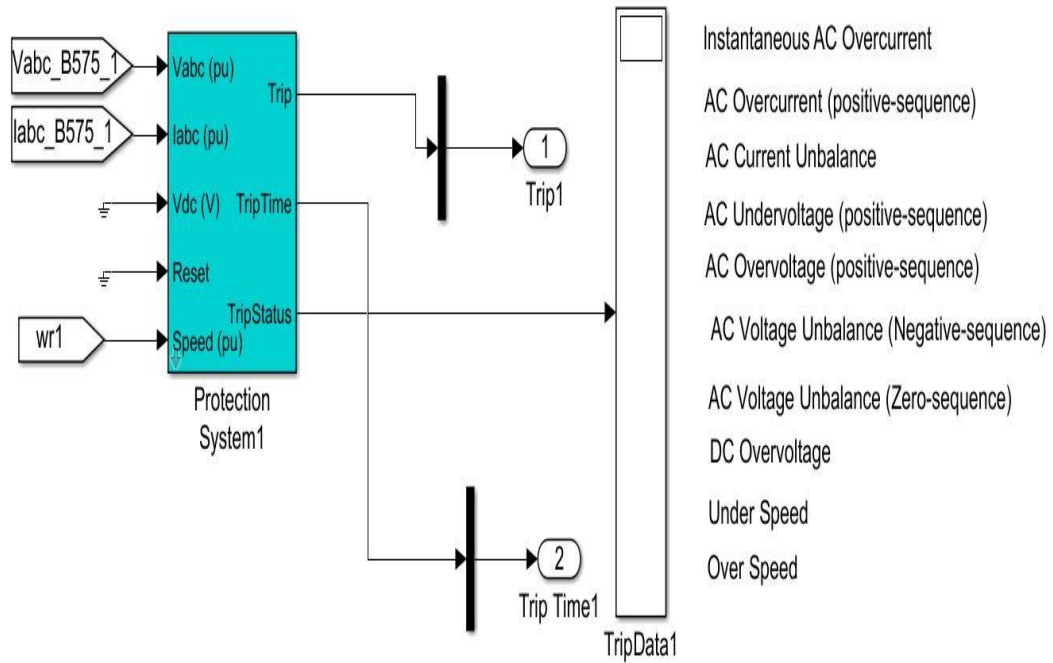 Vabc_B575_1
Iabc_B575_1
wr1
Vabc (pu)
Iabc (pu)
Vdc (V)
Reset
Speed (pu)
Trip
TripTime
TripStatus
Protection
System1
1
Trip1
2
Trip Time1
TripData1
Instantaneous AC Overcurrent
AC Overcurrent (positive-sequence)
AC Current Unbalance
AC Undervoltage (positive-sequence)
AC Overvoltage (positive-sequence)
AC Voltage Unbalance (Negative-sequence)
AC Voltage Unbalance (Zero-sequence)
DC Overvoltage
Under Speed
Over Speed